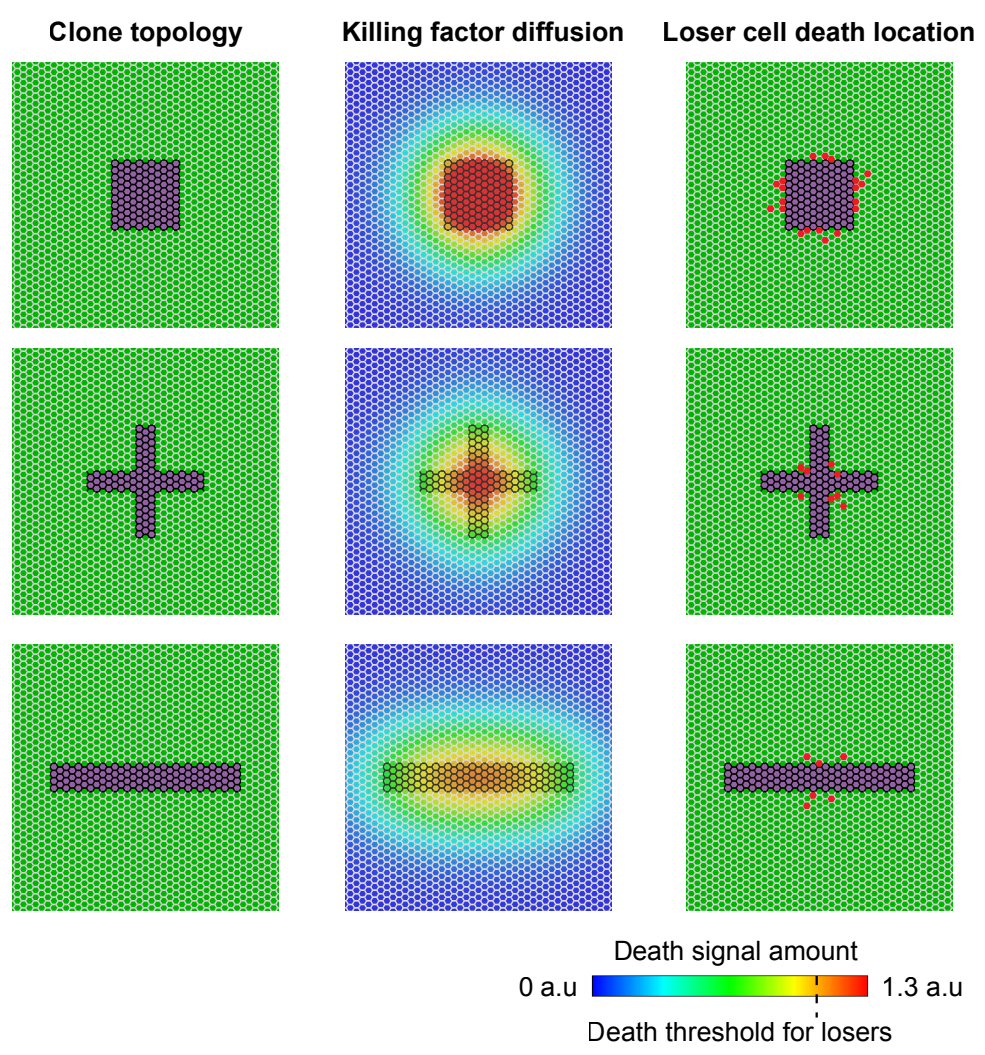 Clone topology
Killing factor diffusion
Loser cell death location
Death signal amount
0 a.u
1.3 a.u
Death threshold for losers